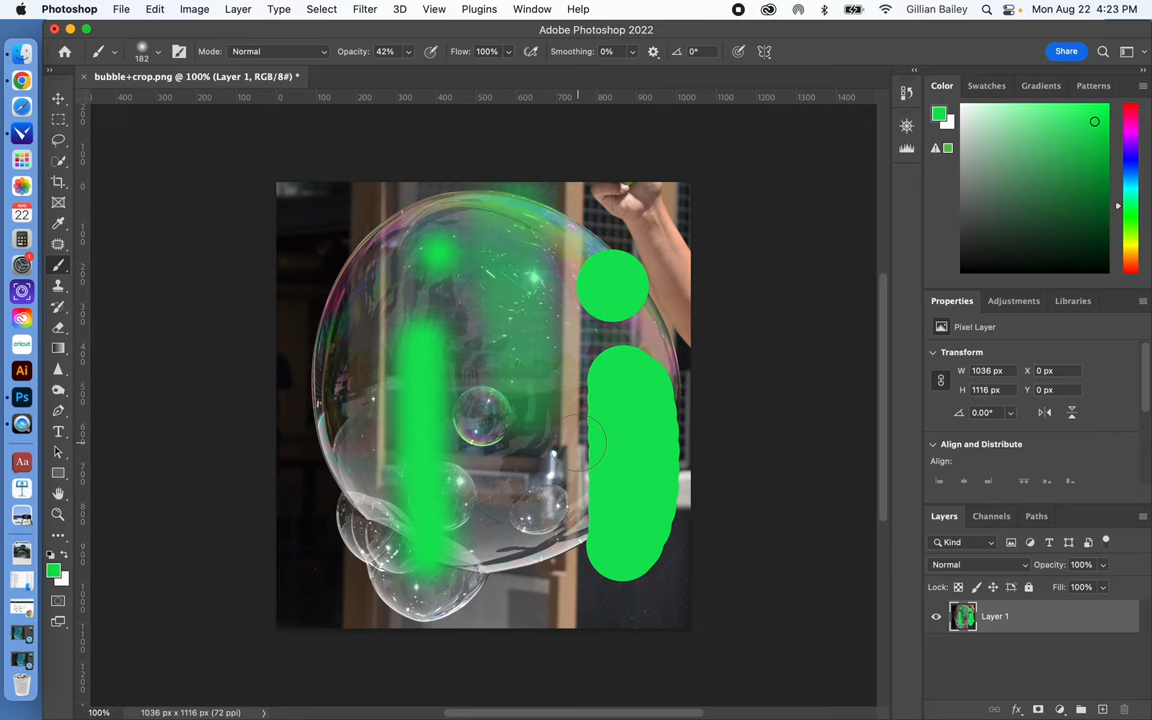 Photoshop File Edit Image Layer Type Select Filter 3D View Plugins Window Help Gillian Bailey Mon Aug 22 4:23 PM
Adobe Photoshop 2022
182 Mode: Normal Opacity: 42% Flow: 100% Smoothing: 0% 0° Share
bubble+crop.png @ 100% (Layer 1, RGB/8#) *
400 300 200 100 0 100 200 300 400 500 600 700 800 900 1000 1100 1200 1300 1400
Color Swatches Gradients Patterns
Properties Adjustments Libraries
Pixel Layer
Transform
W 1036 px X 0 px
H 1116 px Y 0 px
0.00°
Align and Distribute
Align:
Layers Channels Paths
Kind
Normal Opacity: 100%
Lock: Fill: 100%
Layer 1
AUG
22
cricut
Ai
Ps
Aa
T
100% 1036 px x 1116 px (72 ppi)